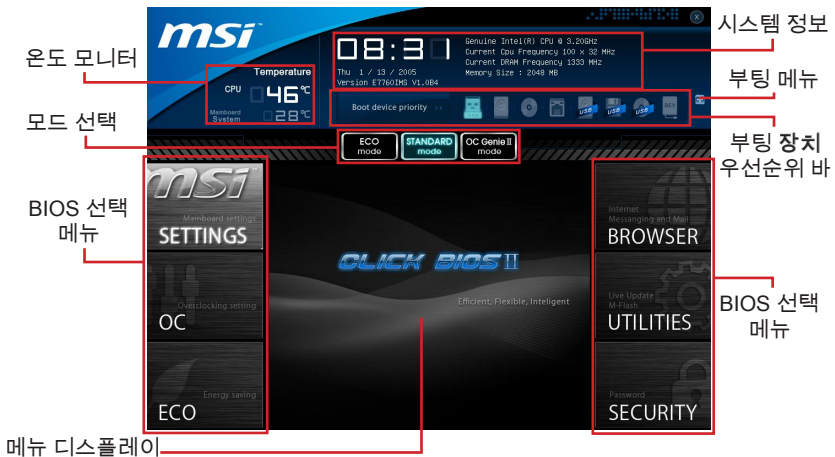 msi
시스템 정보
08:31
Genuine Intel(R) CPU @ 3.20GHz
Current Cpu Frequency 100 x 32 MHz
Current DRAM Frequency 1333 MHz
Memory Size : 2048 MB
Thu 1 / 13 / 2005
Version E7760IMS V1.0B4
온도 모니터
Temperature
CPU 46℃
Mainboard
System 28℃
부팅 메뉴
Boot device priority
USB
USB
USB
모드 선택
부팅 장치
우선순위 바
ECO
mode
STANDARD
mode
OC Genie II
mode
msi
Mainboard settings
SETTINGS
BIOS 선택
메뉴
Internet
Messanging and Mail
BROWSER
CLICK BIOS II
Efficient, Flexible, Inteligent
Overclocking setting
OC
Live Update
M-Flash
UTILITIES
BIOS 선택
메뉴
Energy saving
ECO
Password
SECURITY
메뉴 디스플레이